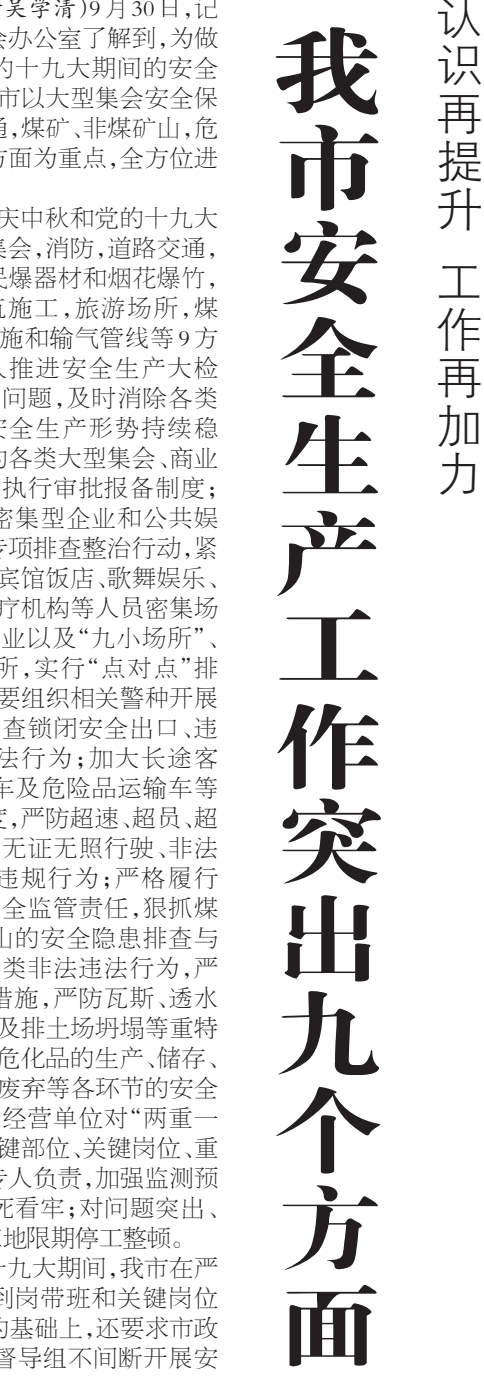 认识再提升 工作再加力
我市安全生产工作突出九个方面
吴学清)9月30日,记
会办公室了解到,为做
的十九大期间的安全
市以大型集会安全保
通,煤矿、非煤矿山,危
方面为重点,全方位进
庆中秋和党的十九大
集会,消防,道路交通,
民爆器材和烟花爆竹,
筑施工,旅游场所,煤
施和输气管线等9方
人推进安全生产大检
问题,及时消除各类
安全生产形势持续稳
的各类大型集会、商业
执行审批报备制度;
密集型企业和公共娱
专项排查整治行动,紧
宾馆饭店、歌舞娱乐、
疗机构等人员密集场
业以及“九小场所”、
所,实行“点对点”排
要组织相关警种开展
查锁闭安全出口、违
法行为;加大长途客
车及危险品运输车等
度,严防超速、超员、超
无证无照行驶、非法
违规行为;严格履行
全监管责任,狠抓煤
山的安全隐患排查与
类非法违法行为,严
措施,严防瓦斯、透水
及排土场坍塌等重特
危化品的生产、储存、
废弃等各环节的安全
经营单位对“两重一
键部位、关键岗位、重
专人负责,加强监测预
死看牢;对问题突出、
工地限期停工整顿。
十九大期间,我市在严
到岗带班和关键岗位
的基础上,还要求市政
督导组不间断开展安